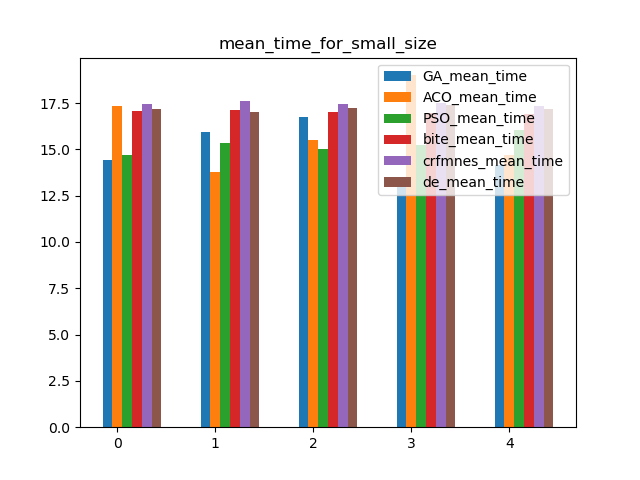 mean_time_for_small_size
GA_mean_time
ACO_mean_time
PSO_mean_time
bite_mean_time
crfmnes_mean_time
de_mean_time
17.5
15.0
12.5
10.0
7.5
5.0
2.5
0.0
0 1 2 3 4